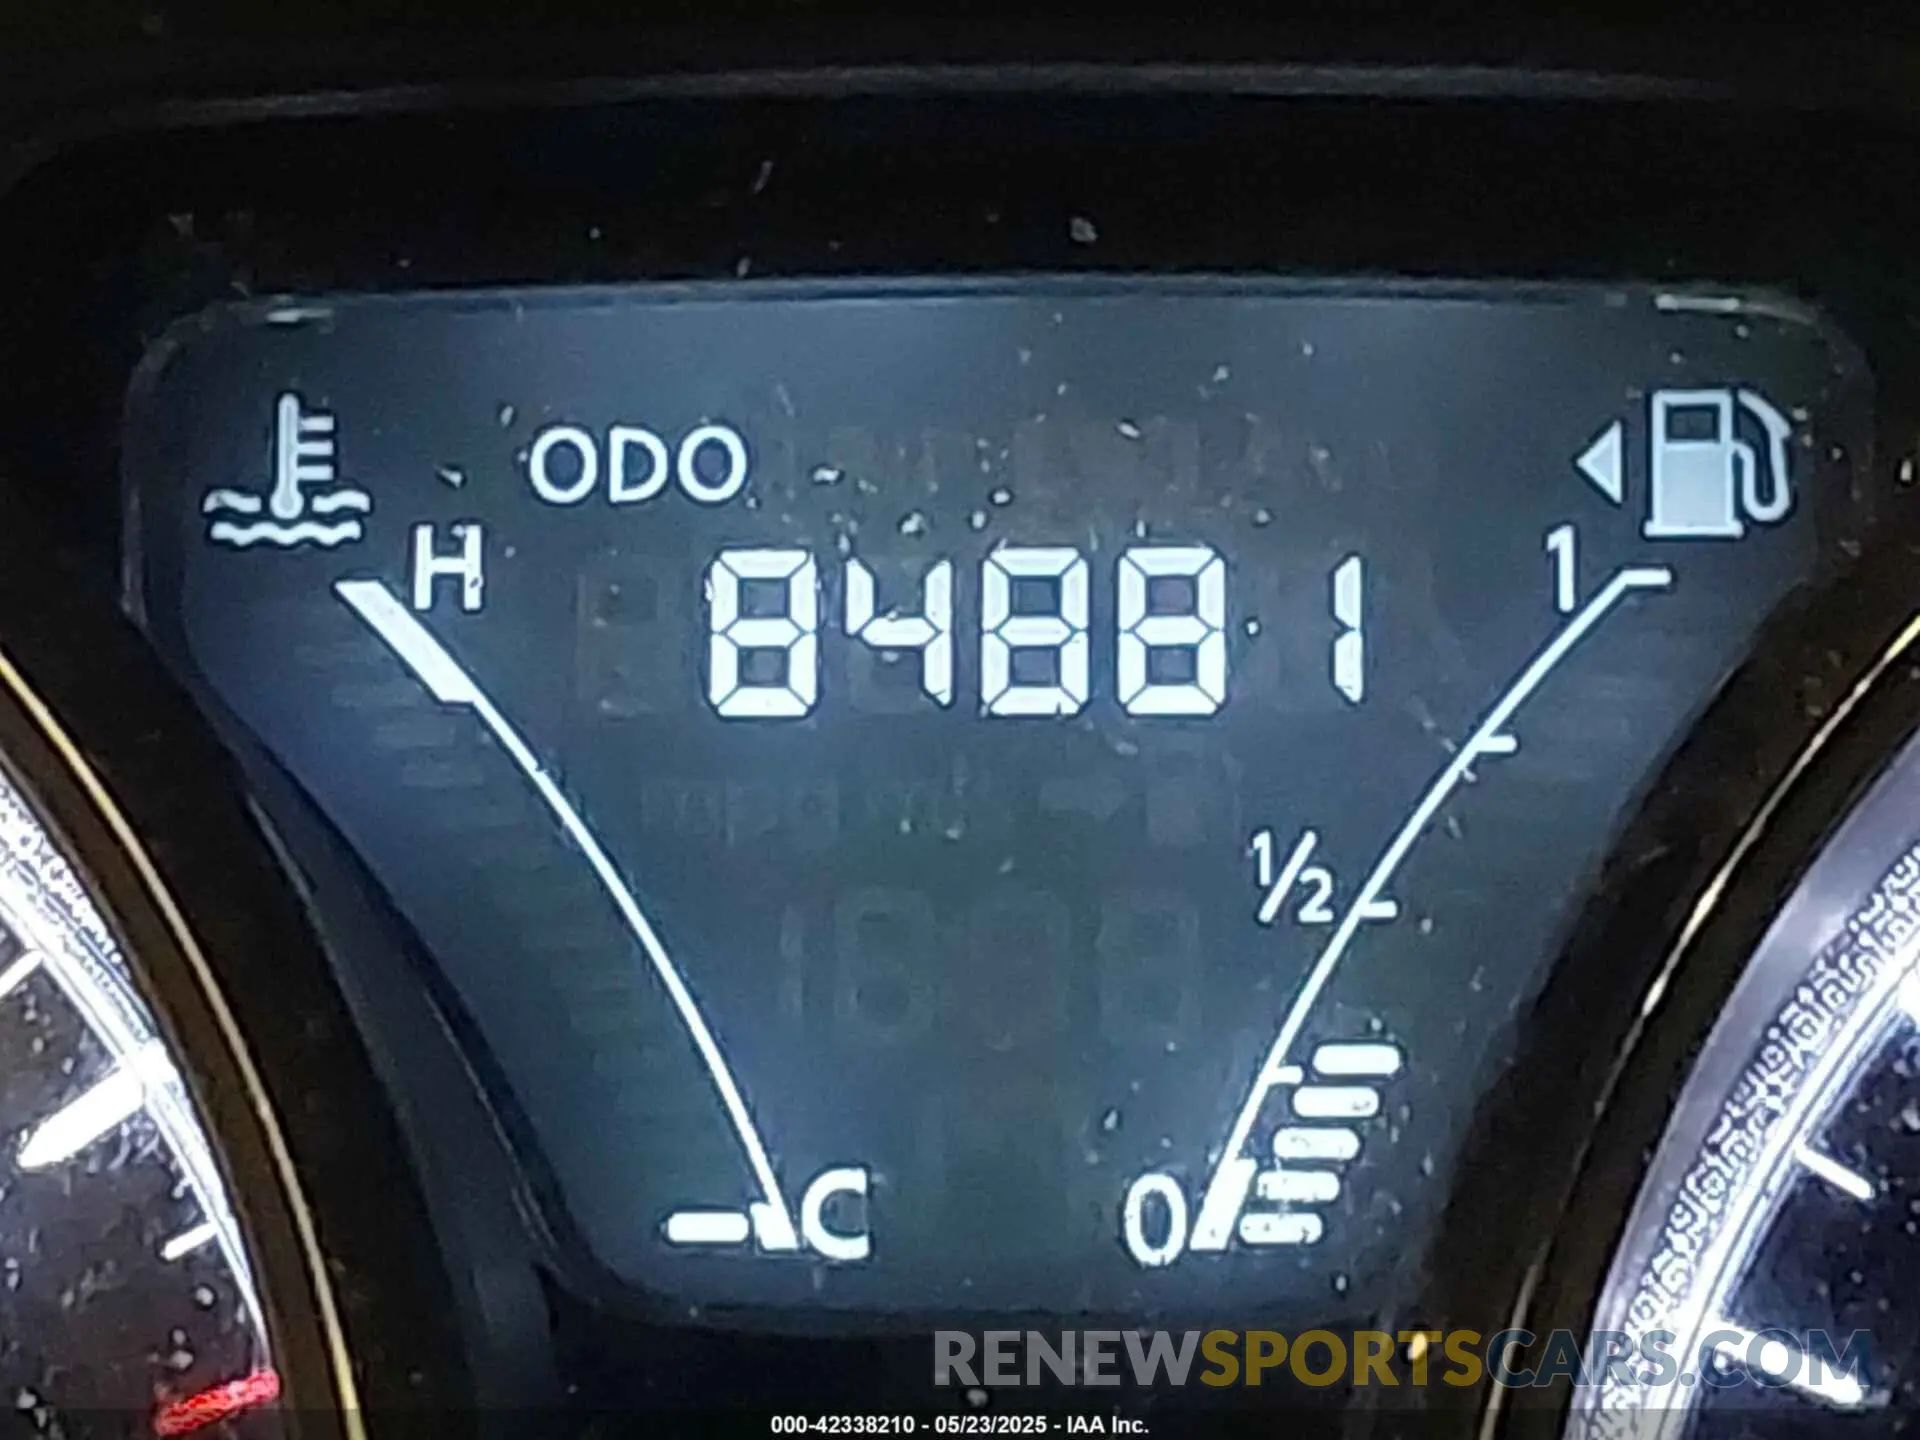 ODO
H
84881
1
1/2
C
0
RENEWSPORTSCARS.COM
000-42338210 - 05/23/2025 - IAA Inc.